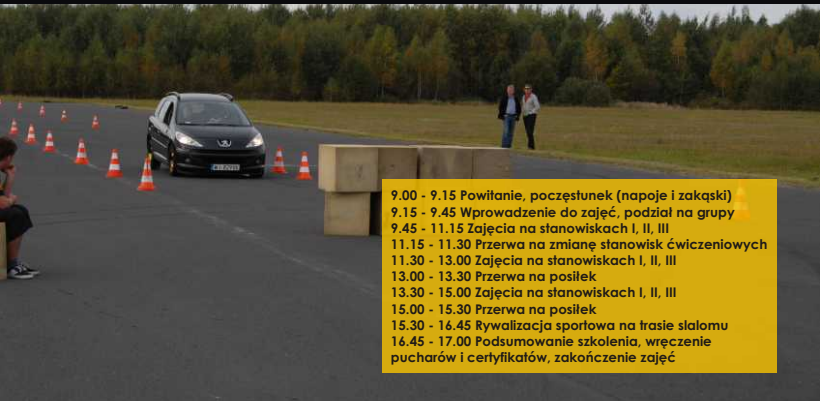 9.00 - 9.15 Powitanie, poczęstunek (napoje i zakąski)
9.15 - 9.45 Wprowadzenie do zajęć, podział na grupy
9.45 - 11.15 Zajęcia na stanowiskach I, II, III
11.15 - 11.30 Przerwa na zmianę stanowisk ćwiczeniowych
11.30 - 13.00 Zajęcia na stanowiskach I, II, III
13.00 - 13.30 Przerwa na posiłek
13.30 - 15.00 Zajęcia na stanowiskach I, II, III
15.00 - 15.30 Przerwa na posiłek
15.30 - 16.45 Rywalizacja sportowa na trasie slalomu
16.45 - 17.00 Podsumowanie szkolenia, wręczenie
pucharów i certyfikatów, zakończenie zajęć